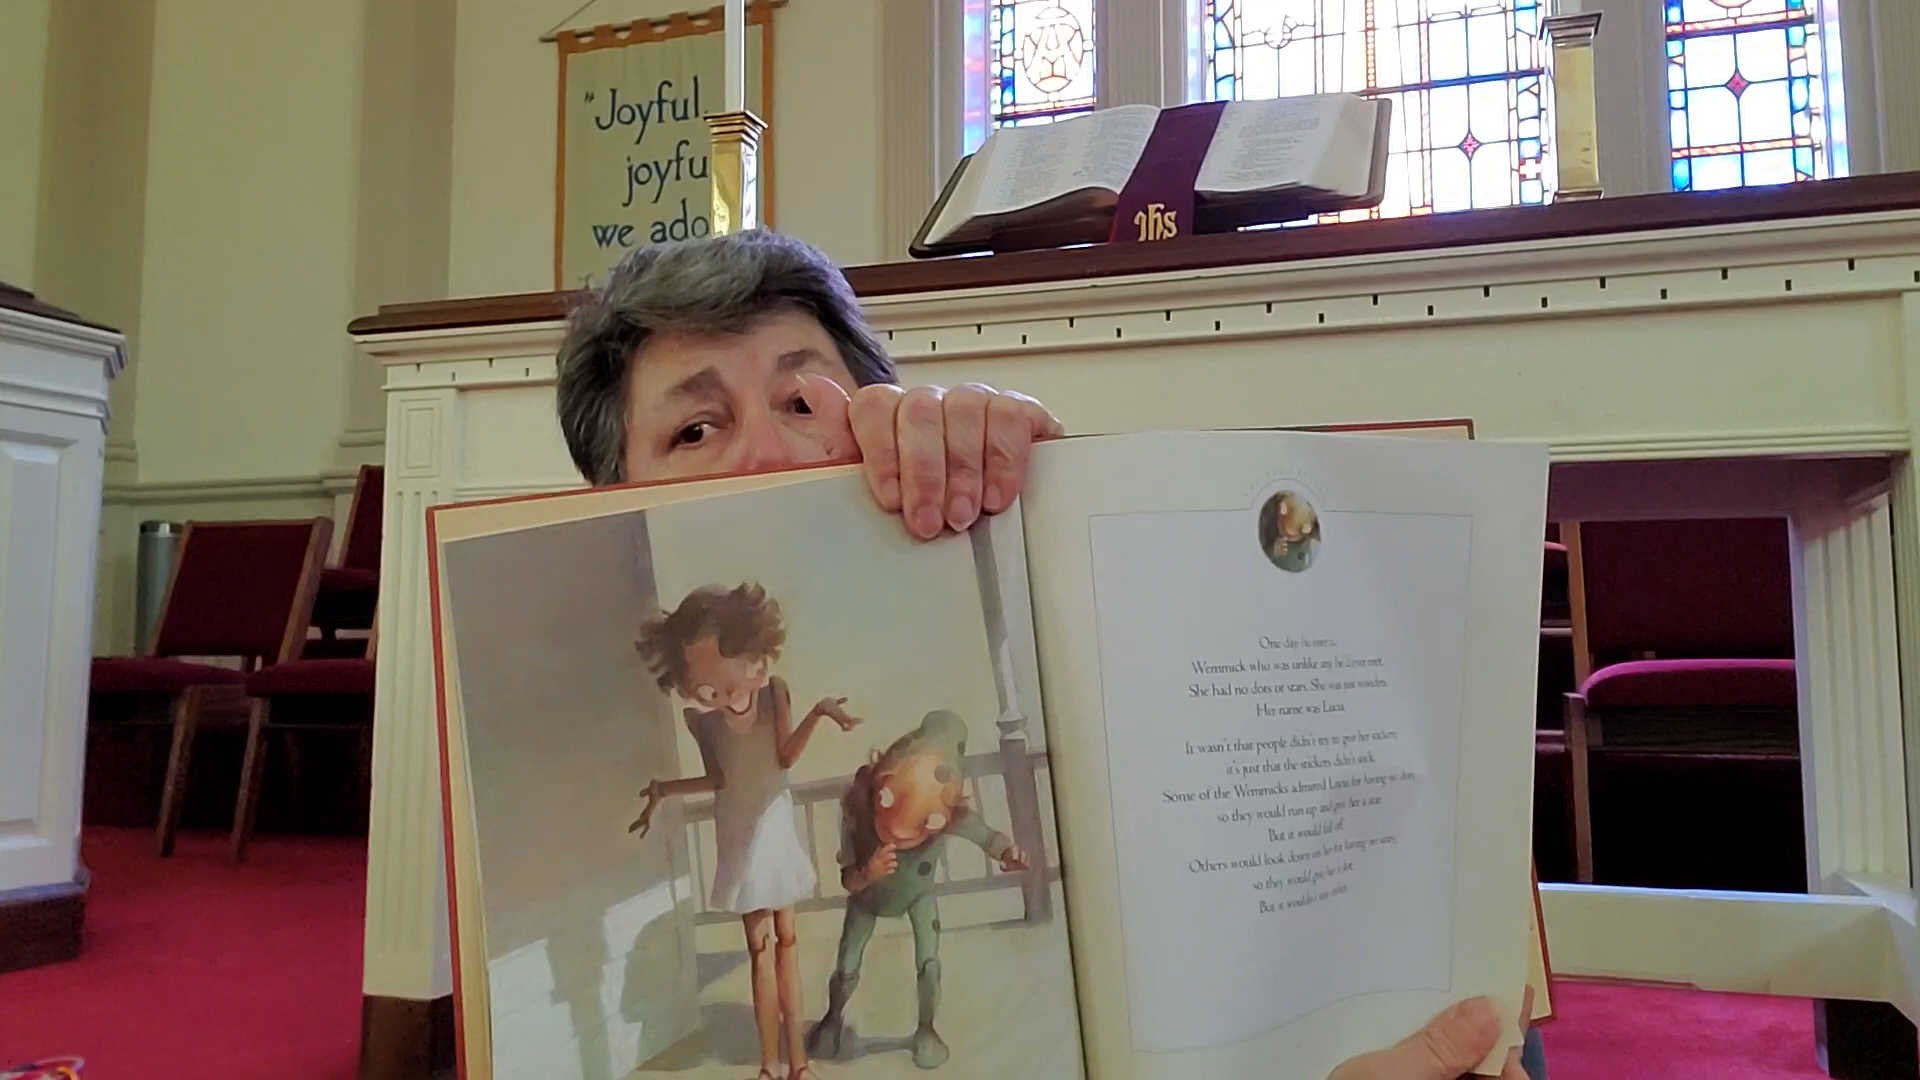 "Joyful,
joyfu
we ado
ihs
One day he met a
Wemmick who was unlike any he'd ever met.
She had no dots or stars. She was just wooden.
Her name was Lucia.
It wasn't that people didn't try to give her stickers;
it's just that the stickers didn't stick.
Some of the Wemmicks admired Lucia for having no dots,
so they would run up and give her a star.
But it would fall off.
Others would look down on her for having no stars,
so they would give her a dot.
But it wouldn't stay either.